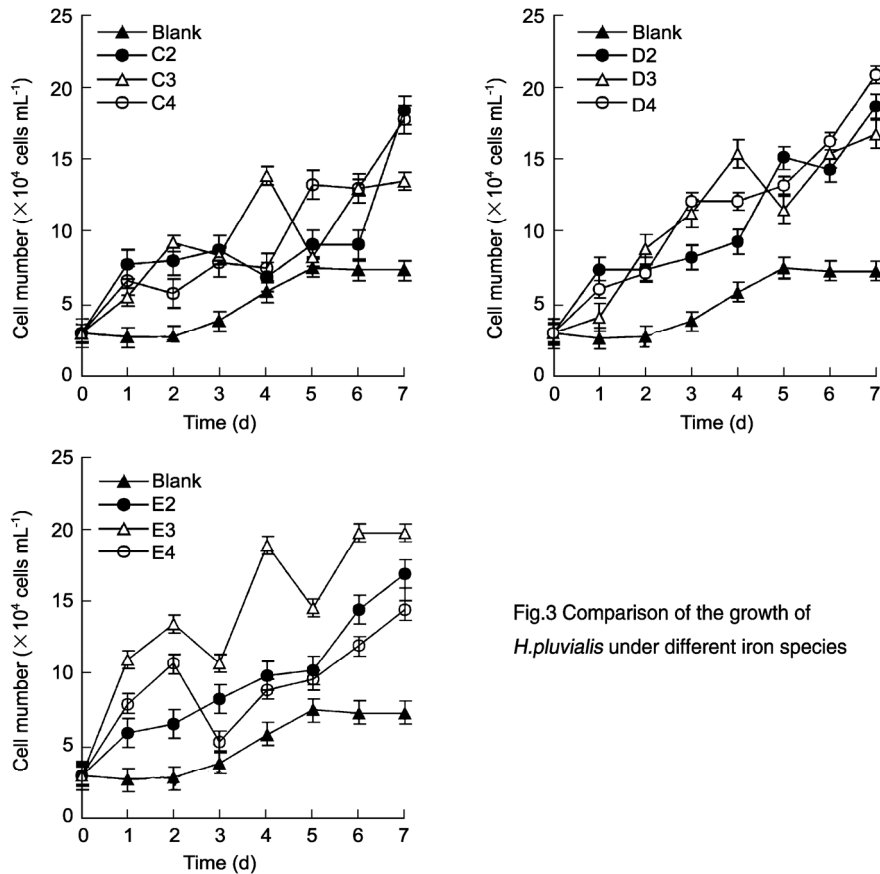 25
20
15
10
5
0
Cell mumber (×10⁴ cells mL⁻¹)
Blank
C2
C3
C4
0 1 2 3 4 5 6 7
Time (d)
25
20
15
10
5
0
Cell mumber (×10⁴ cells mL⁻¹)
Blank
D2
D3
D4
0 1 2 3 4 5 6 7
Time (d)
25
20
15
10
5
0
Cell mumber (×10⁴ cells mL⁻¹)
Blank
E2
E3
E4
0 1 2 3 4 5 6 7
Time (d)
Fig.3 Comparison of the growth of
H.pluvialis under different iron species